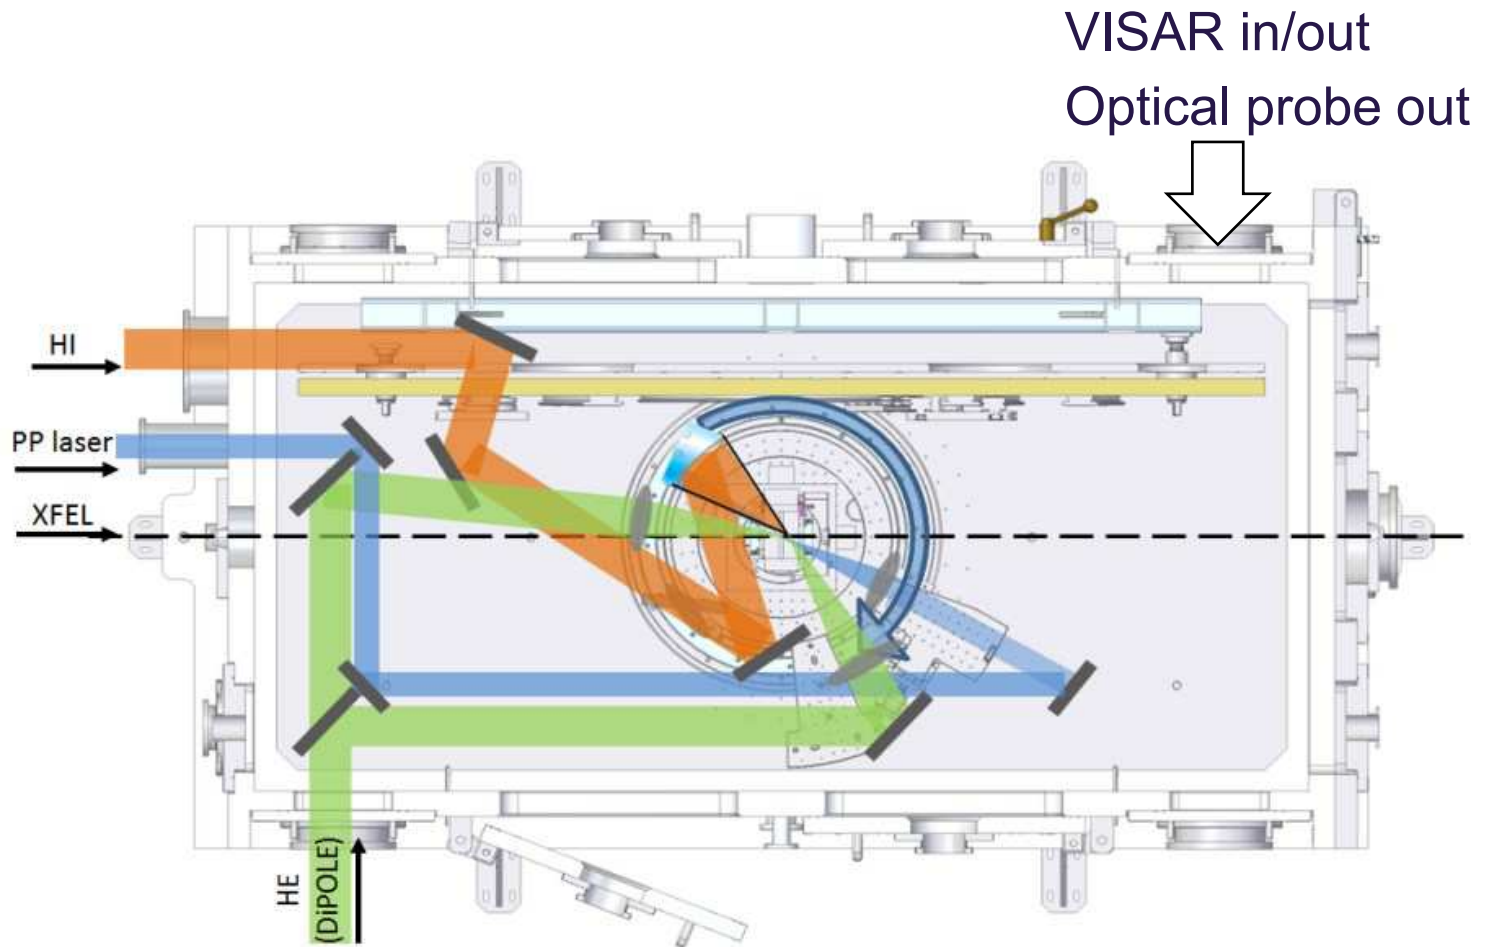 VISAR in/out
Optical probe out
HI
PP laser
XFEL
HE
(DiPOLE)